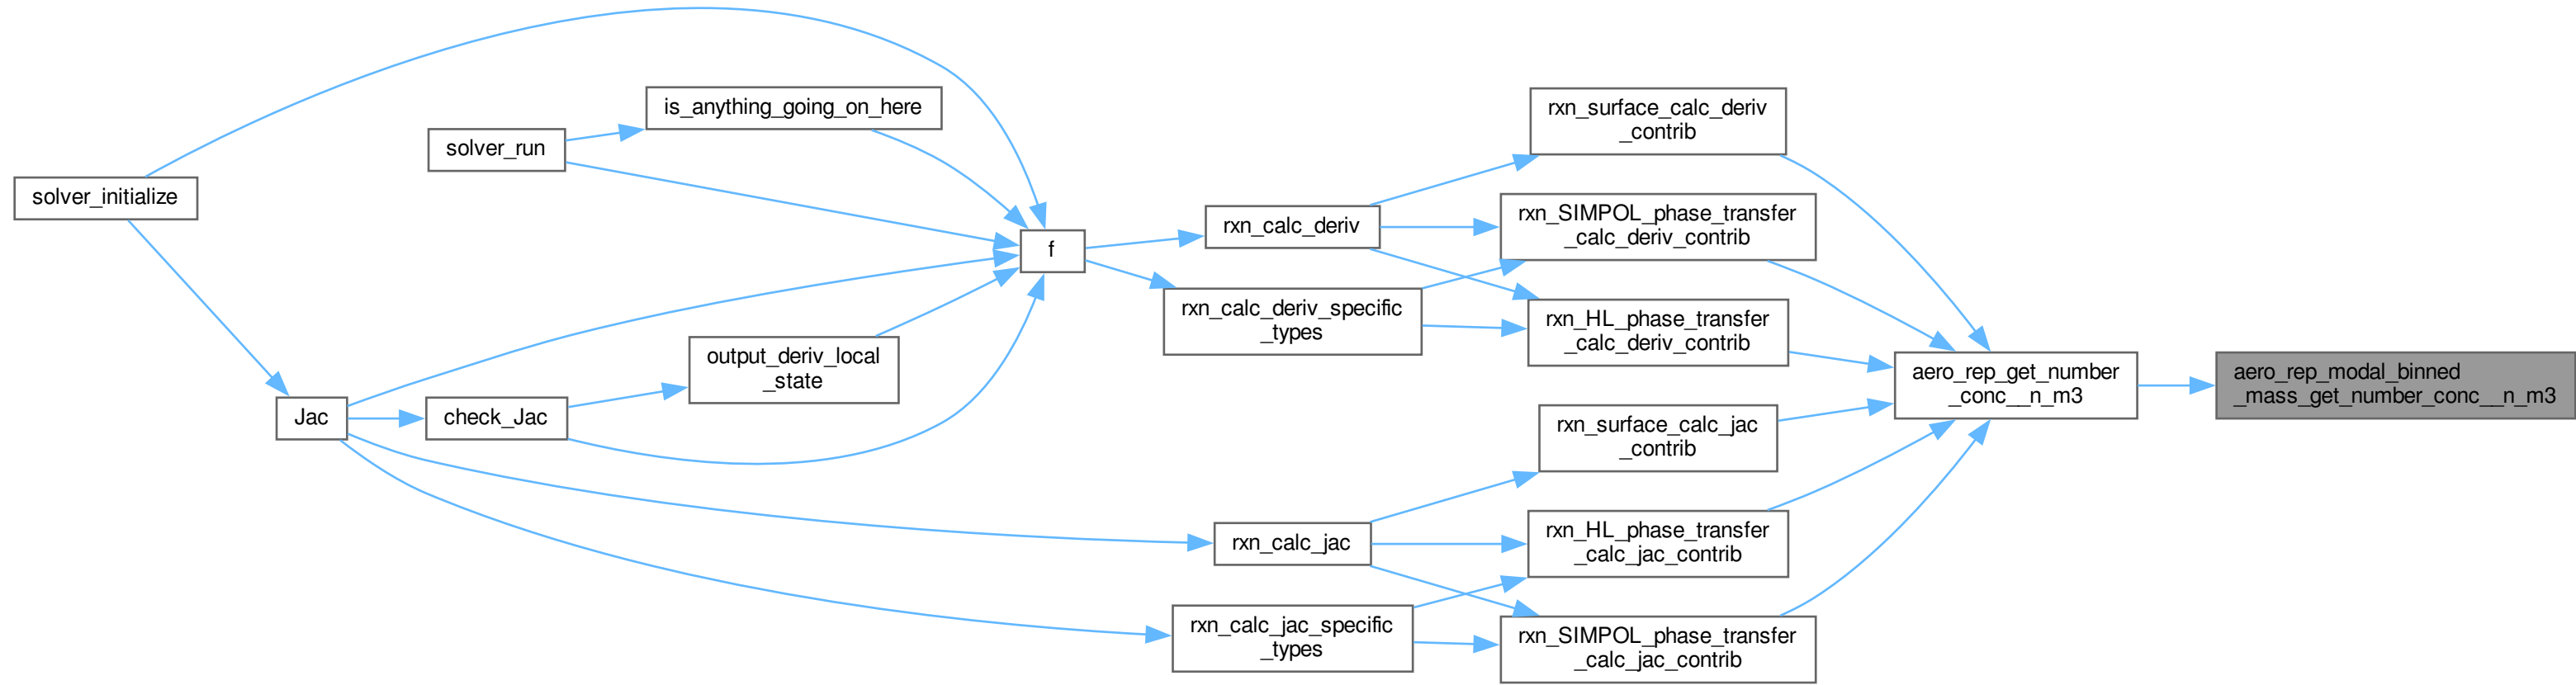 solver_initialize
solver_run
is_anything_going_on_here
Jac
check_Jac
output_deriv_local
_state
f
rxn_calc_deriv
rxn_calc_deriv_specific
_types
rxn_calc_jac
rxn_calc_jac_specific
_types
rxn_surface_calc_deriv
_contrib
rxn_SIMPOL_phase_transfer
_calc_deriv_contrib
rxn_HL_phase_transfer
_calc_deriv_contrib
rxn_surface_calc_jac
_contrib
rxn_HL_phase_transfer
_calc_jac_contrib
rxn_SIMPOL_phase_transfer
_calc_jac_contrib
aero_rep_get_number
_conc__n_m3
aero_rep_modal_binned
_mass_get_number_conc__n_m3